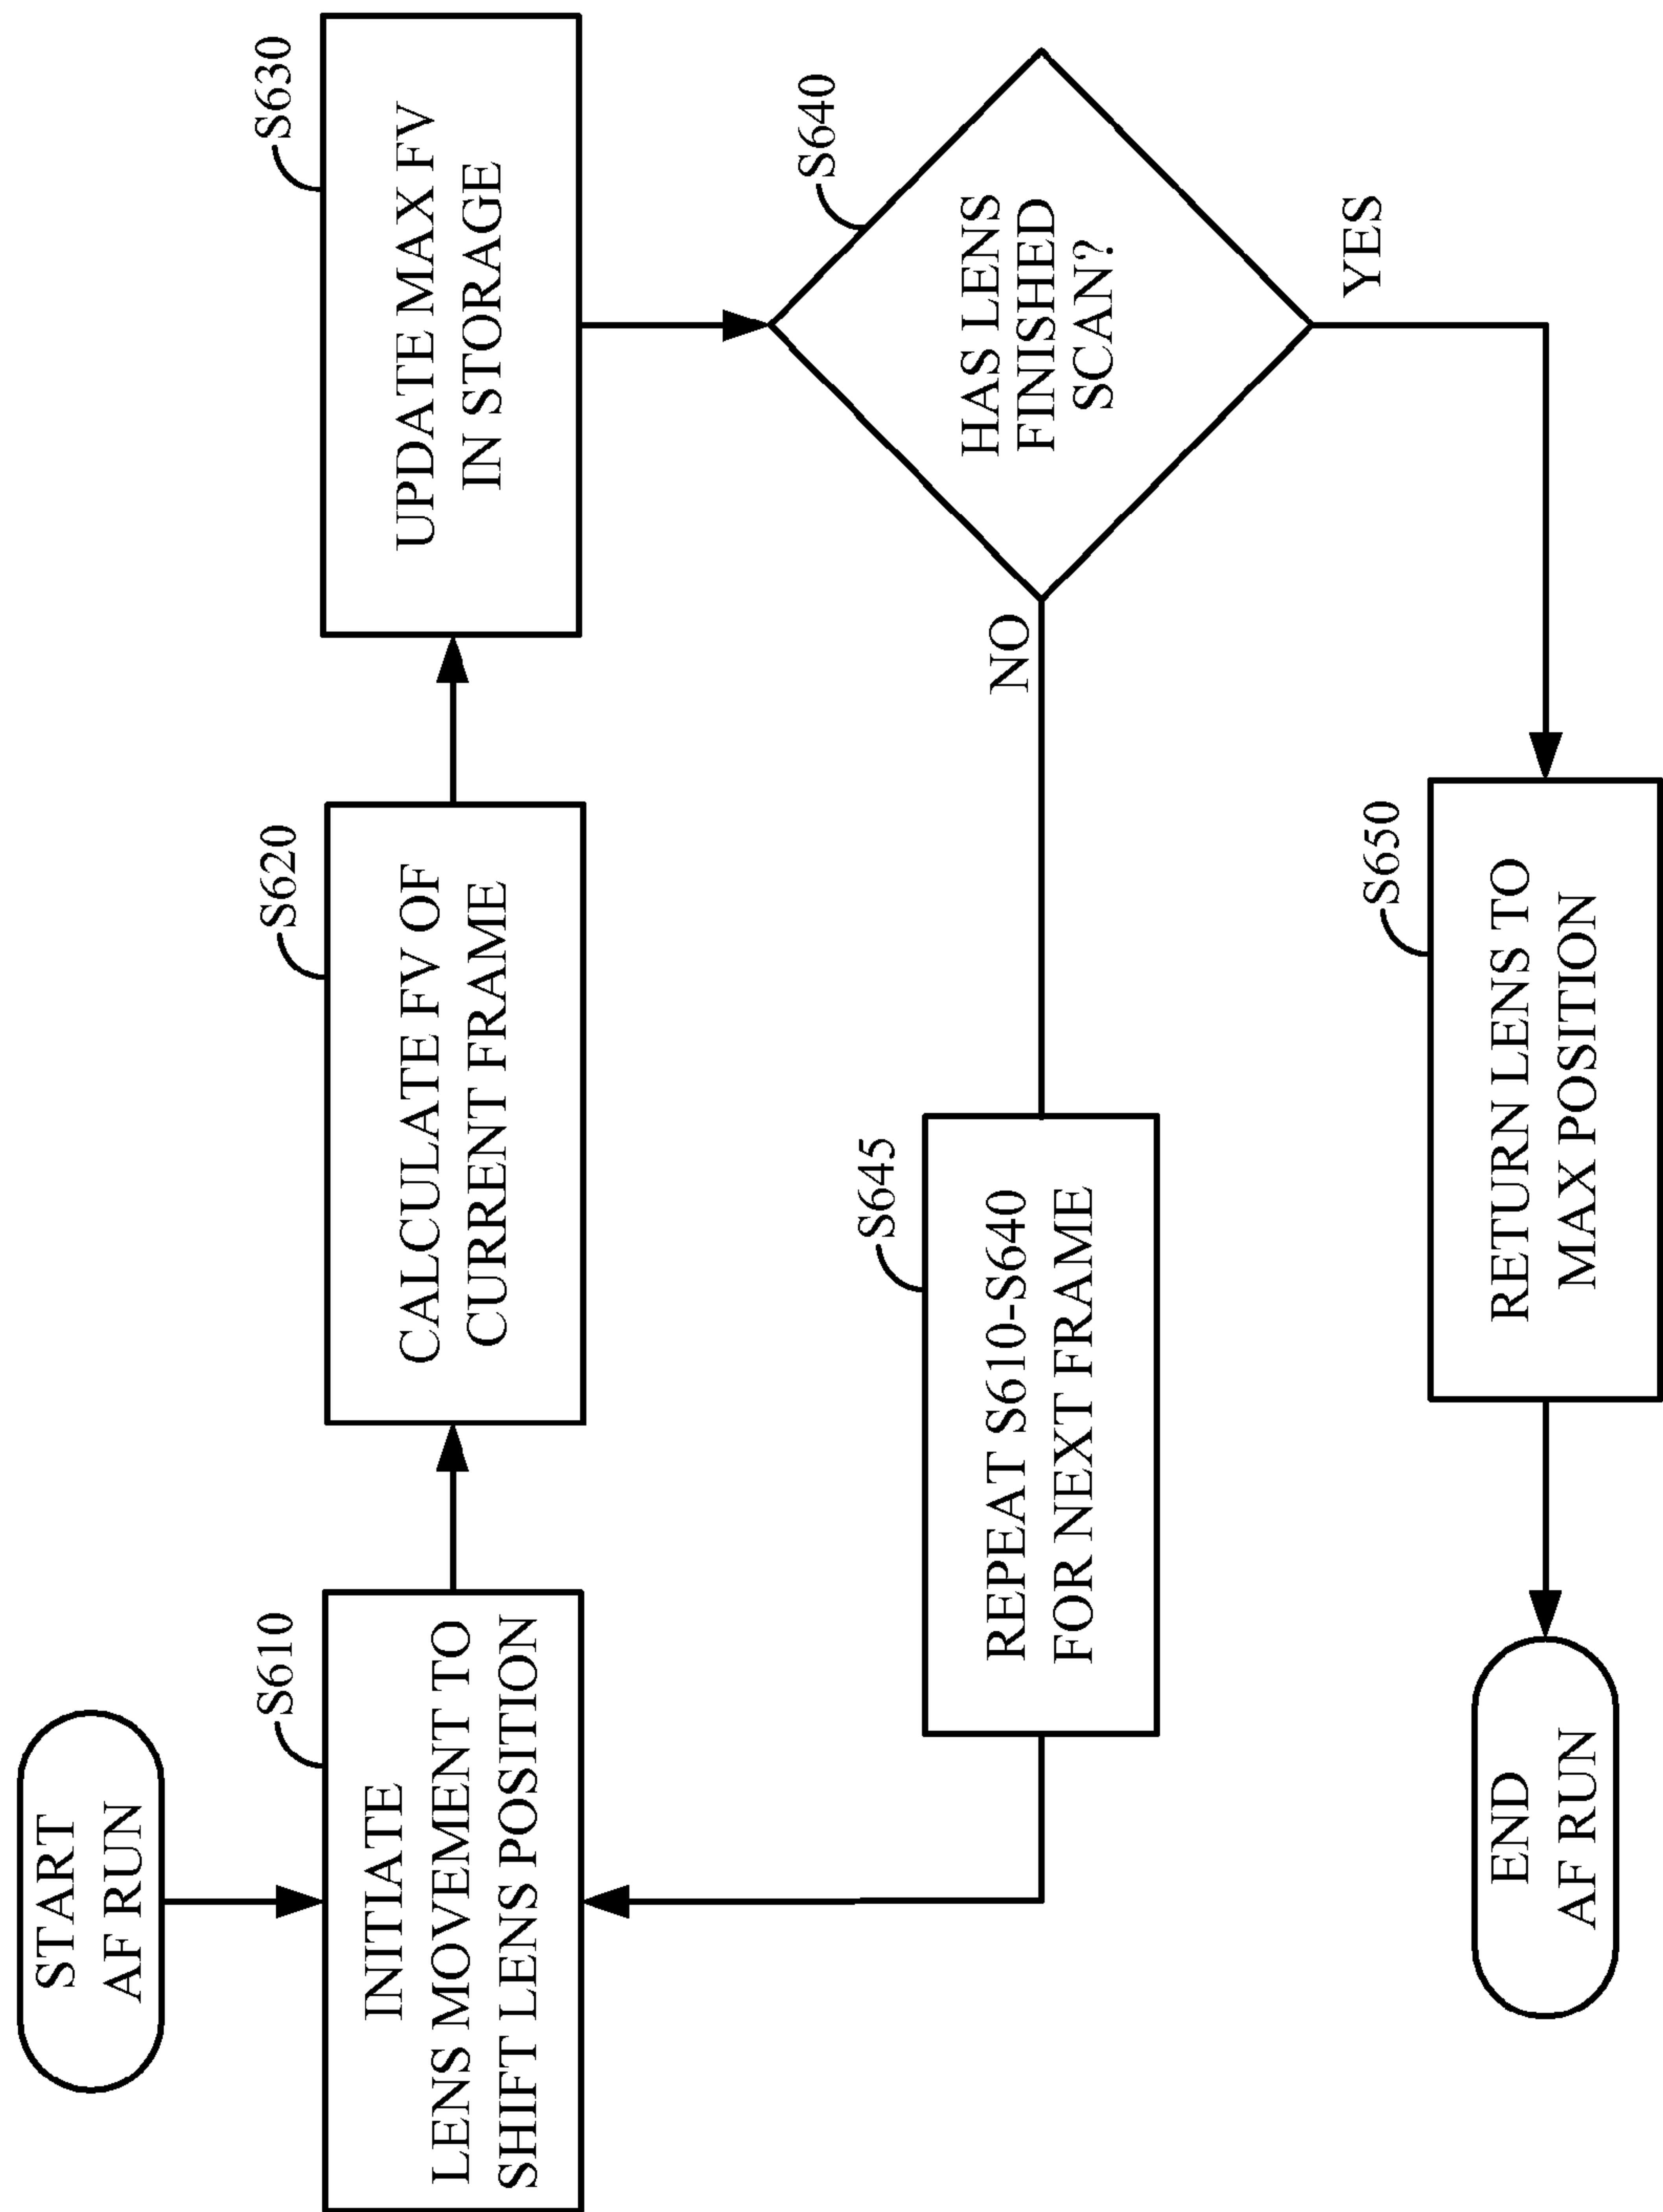 START
AF RUN
S610
INITIATE
LENS MOVEMENT TO
SHIFT LENS POSITION
S620
CALCULATE FV OF
CURRENT FRAME
S630
UPDATE MAX FV
IN STORAGE
S640
HAS LENS
FINISHED
SCAN?
NO
YES
S645
REPEAT S610-S640
FOR NEXT FRAME
S650
RETURN LENS TO
MAX POSITION
END
AF RUN